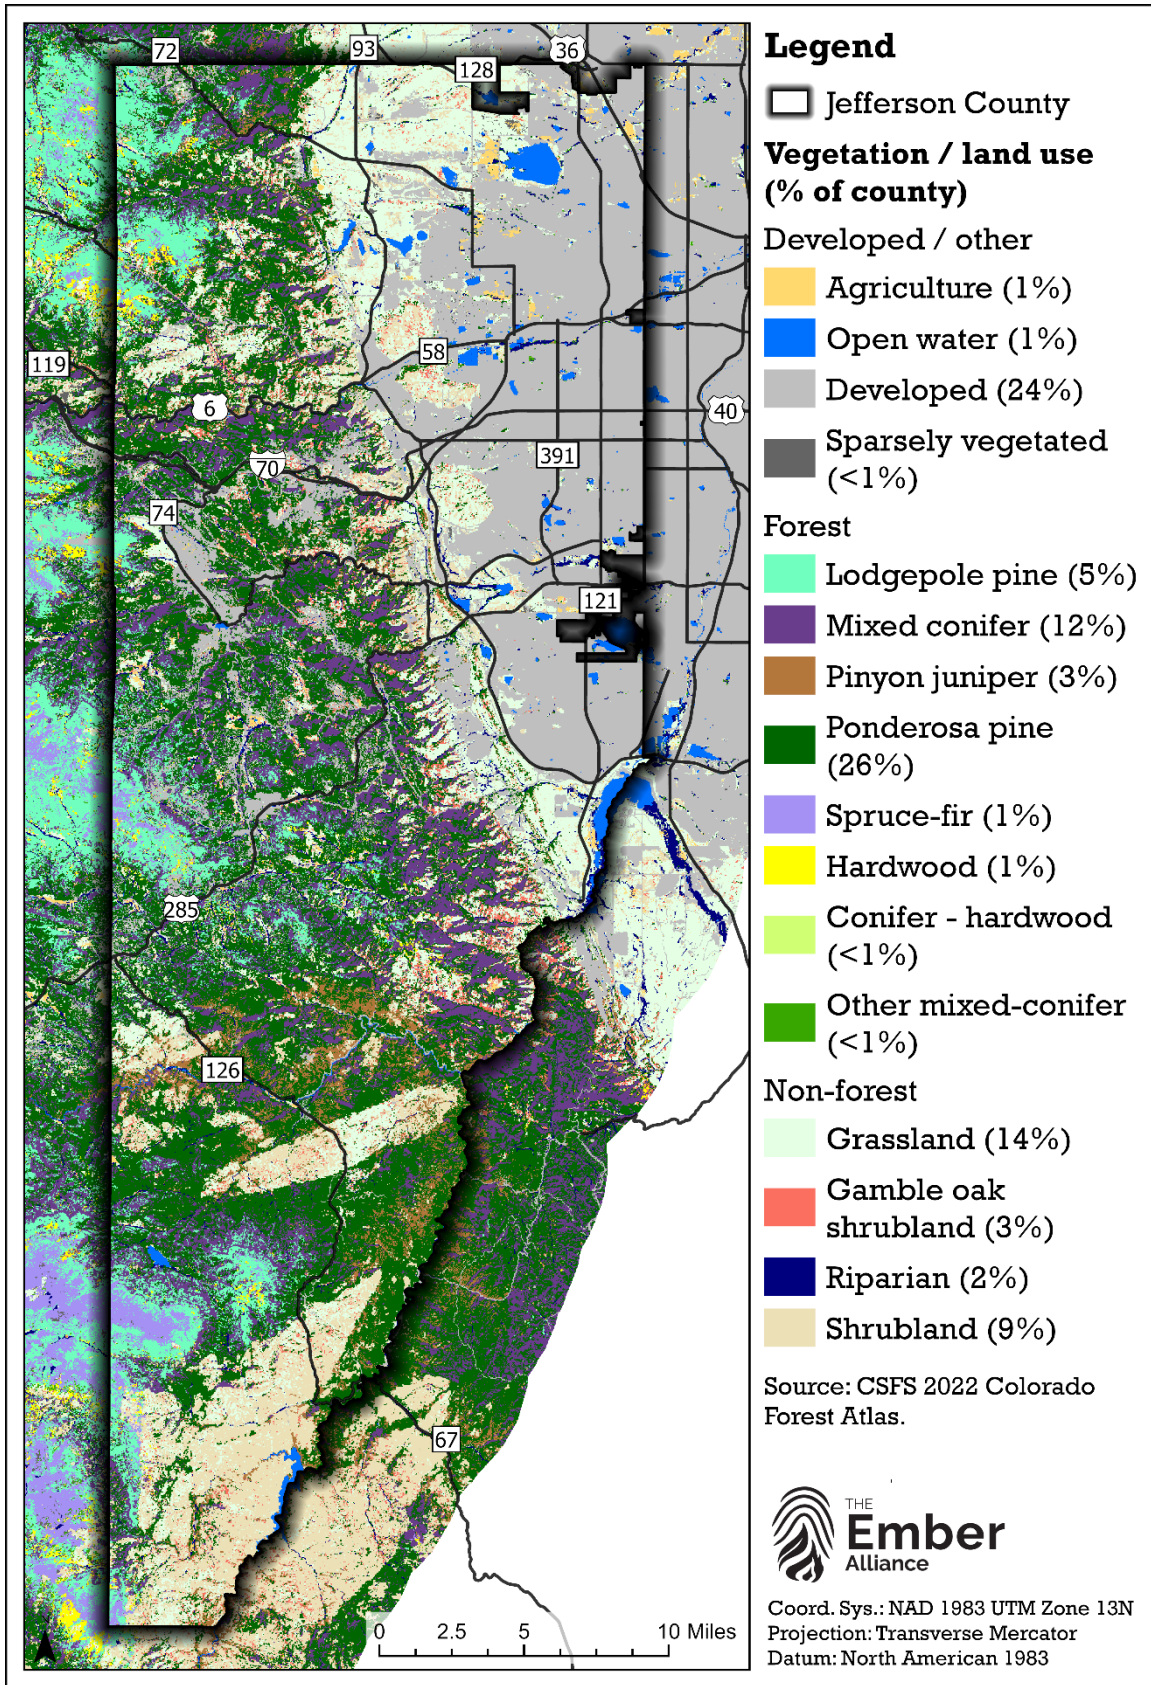 72
93
36
128
58
119
6
40
391
70
74
121
285
126
67
0 2.5 5 10 Miles
Legend
Jefferson County
Vegetation / land use
(% of county)
Developed / other
Agriculture (1%)
Open water (1%)
Developed (24%)
Sparsely vegetated
(<1%)
Forest
Lodgepole pine (5%)
Mixed conifer (12%)
Pinyon juniper (3%)
Ponderosa pine
(26%)
Spruce-fir (1%)
Hardwood (1%)
Conifer - hardwood
(<1%)
Other mixed-conifer
(<1%)
Non-forest
Grassland (14%)
Gamble oak
shrubland (3%)
Riparian (2%)
Shrubland (9%)
Source: CSFS 2022 Colorado
Forest Atlas.
THE
Ember
Alliance
Coord. Sys.: NAD 1983 UTM Zone 13N
Projection: Transverse Mercator
Datum: North American 1983